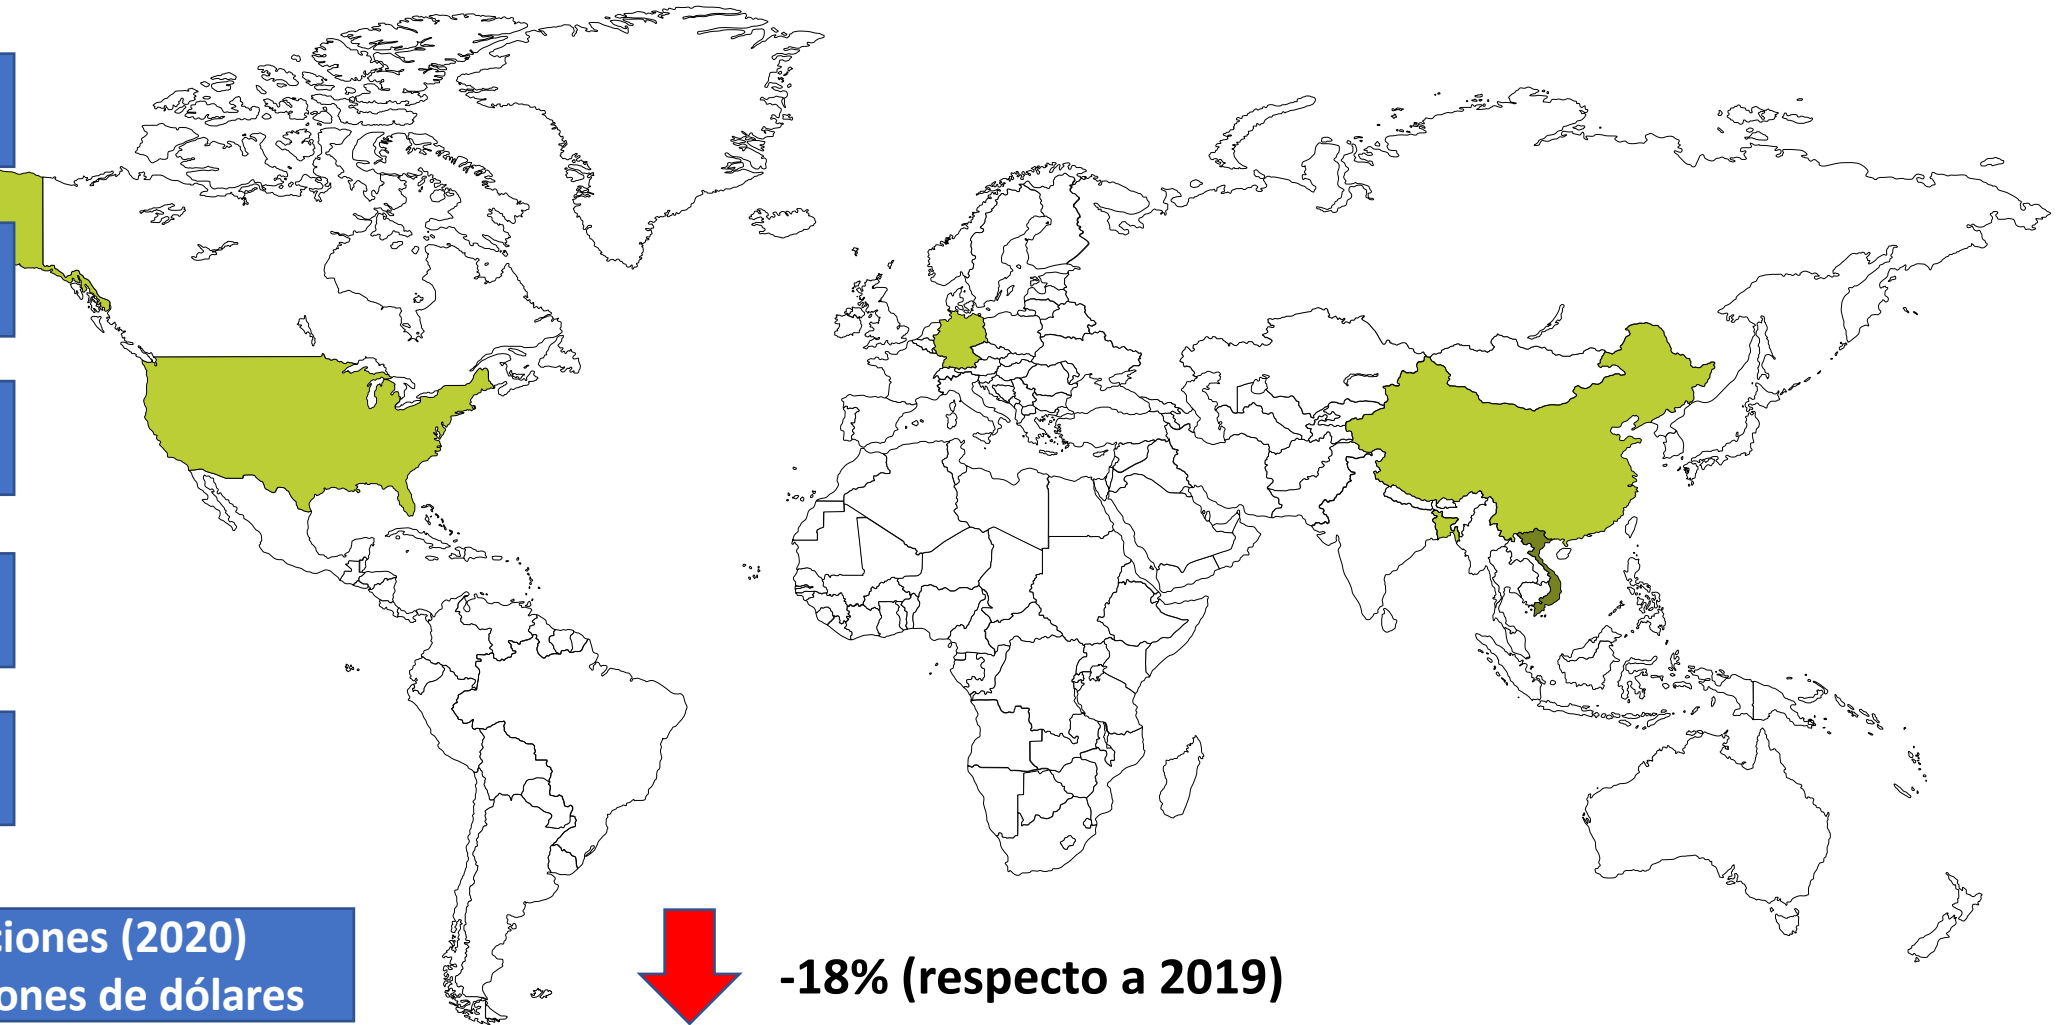 ciones (2020)
ones de dólares
-18% (respecto a 2019)